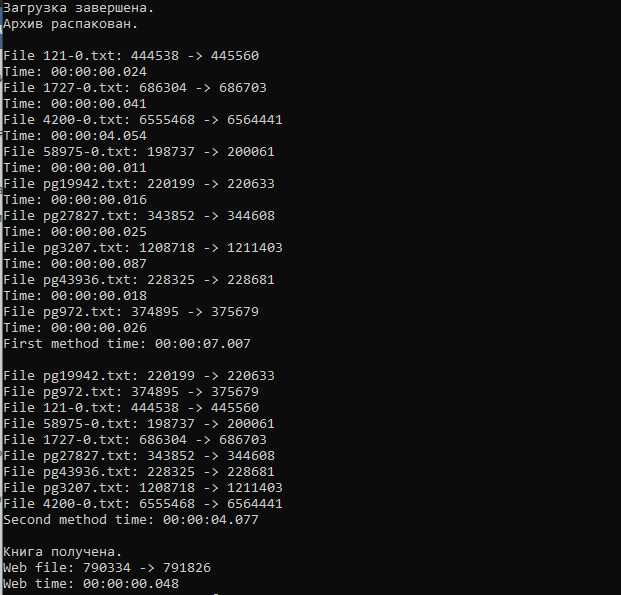 Загрузка завершена.
Архив распакован.
File 121-0.txt: 444538 -> 445560
Time: 00:00:00.024
File 1727-0.txt: 686304 -> 686703
Time: 00:00:00.041
File 4200-0.txt: 6555468 -> 6564441
Time: 00:00:04.054
File 58975-0.txt: 198737 -> 200061
Time: 00:00:00.011
File pg19942.txt: 220199 -> 220633
Time: 00:00:00.016
File pg27827.txt: 343852 -> 344608
Time: 00:00:00.025
File pg3207.txt: 1208718 -> 1211403
Time: 00:00:00.087
File pg43936.txt: 228325 -> 228681
Time: 00:00:00.018
File pg972.txt: 374895 -> 375679
Time: 00:00:00.026
First method time: 00:00:07.007
File pg19942.txt: 220199 -> 220633
File pg972.txt: 374895 -> 375679
File 121-0.txt: 444538 -> 445560
File 58975-0.txt: 198737 -> 200061
File 1727-0.txt: 686304 -> 686703
File pg27827.txt: 343852 -> 344608
File pg43936.txt: 228325 -> 228681
File pg3207.txt: 1208718 -> 1211403
File 4200-0.txt: 6555468 -> 6564441
Second method time: 00:00:04.077
Книга получена.
Web file: 790334 -> 791826
Web time: 00:00:00.048